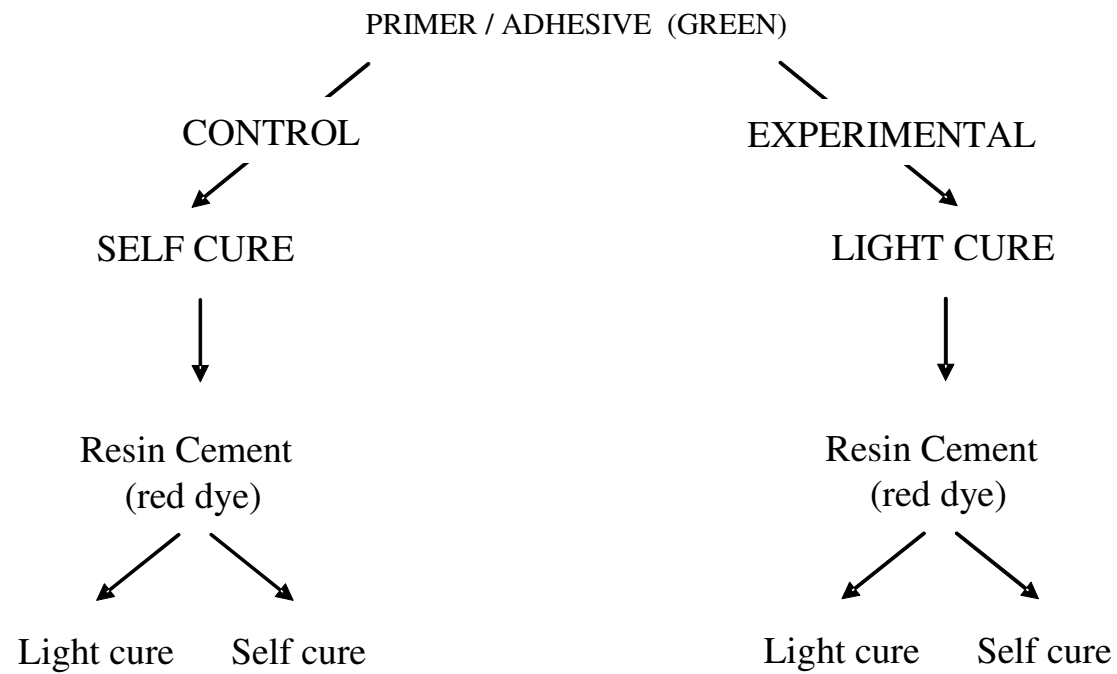 PRIMER / ADHESIVE (GREEN)
CONTROL
EXPERIMENTAL
SELF CURE
LIGHT CURE
Resin Cement
(red dye)
Resin Cement
(red dye)
Light cure
Self cure
Light cure
Self cure